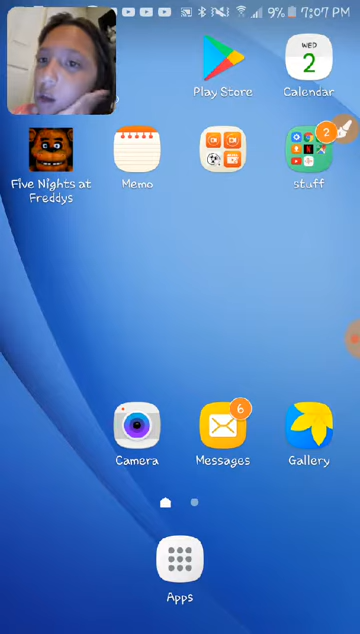 9% 7:07 PM
WED
2
Play Store
Calendar
2
Five Nights at
Freddys
Memo
stuff
6
Camera
Messages
Gallery
Apps